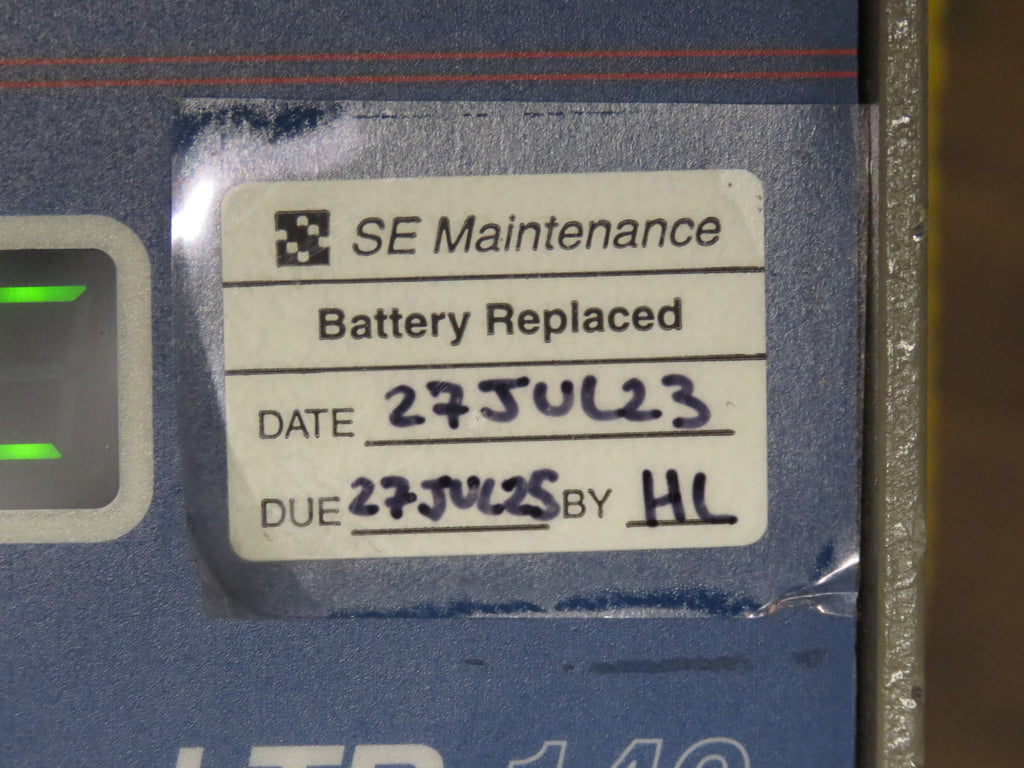 SE Maintenance
Battery Replaced
DATE 27JUL23
DUE 27JUL25 BY HL